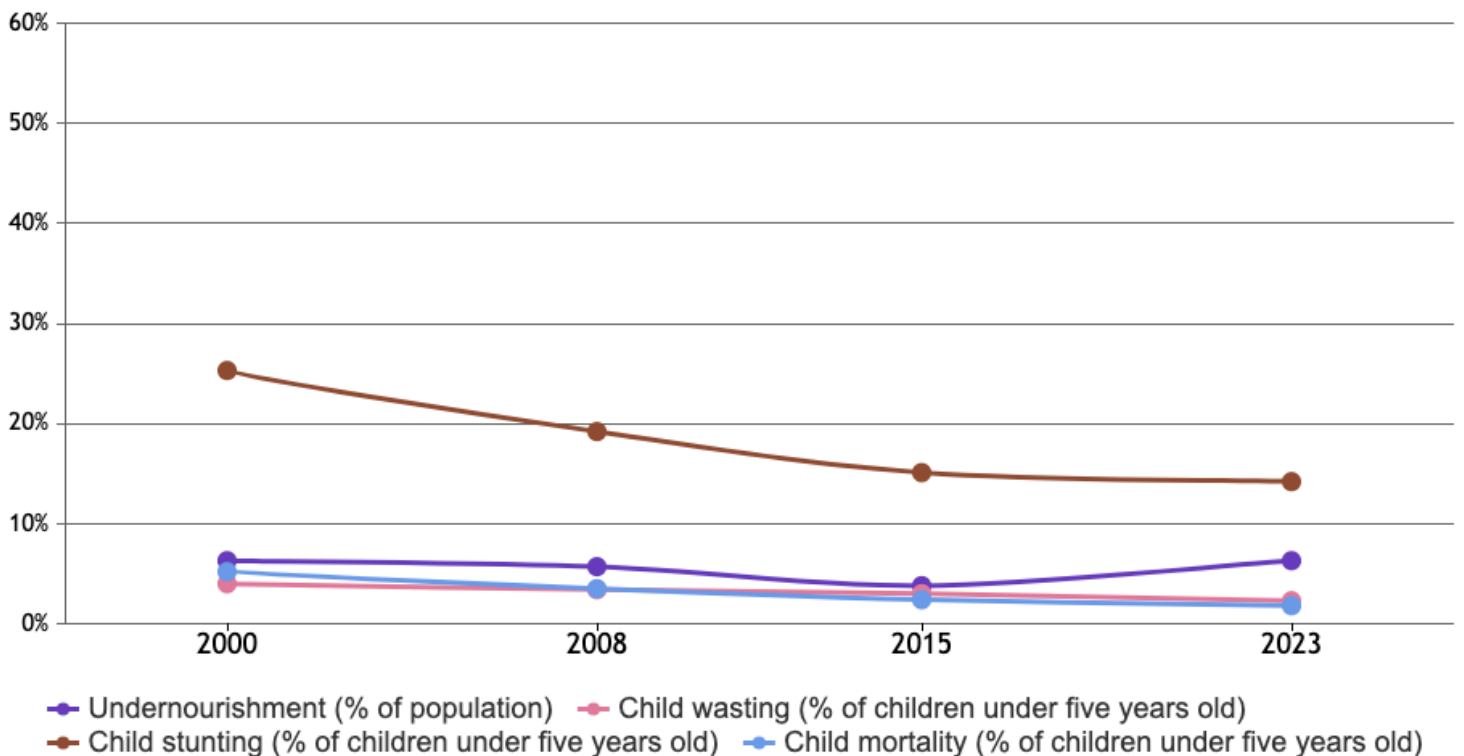 60%
50%
40%
30%
20%
10%
0%
2000 2008 2015 2023
Undernourishment (% of population) Child wasting (% of children under five years old)
Child stunting (% of children under five years old) Child mortality (% of children under five years old)